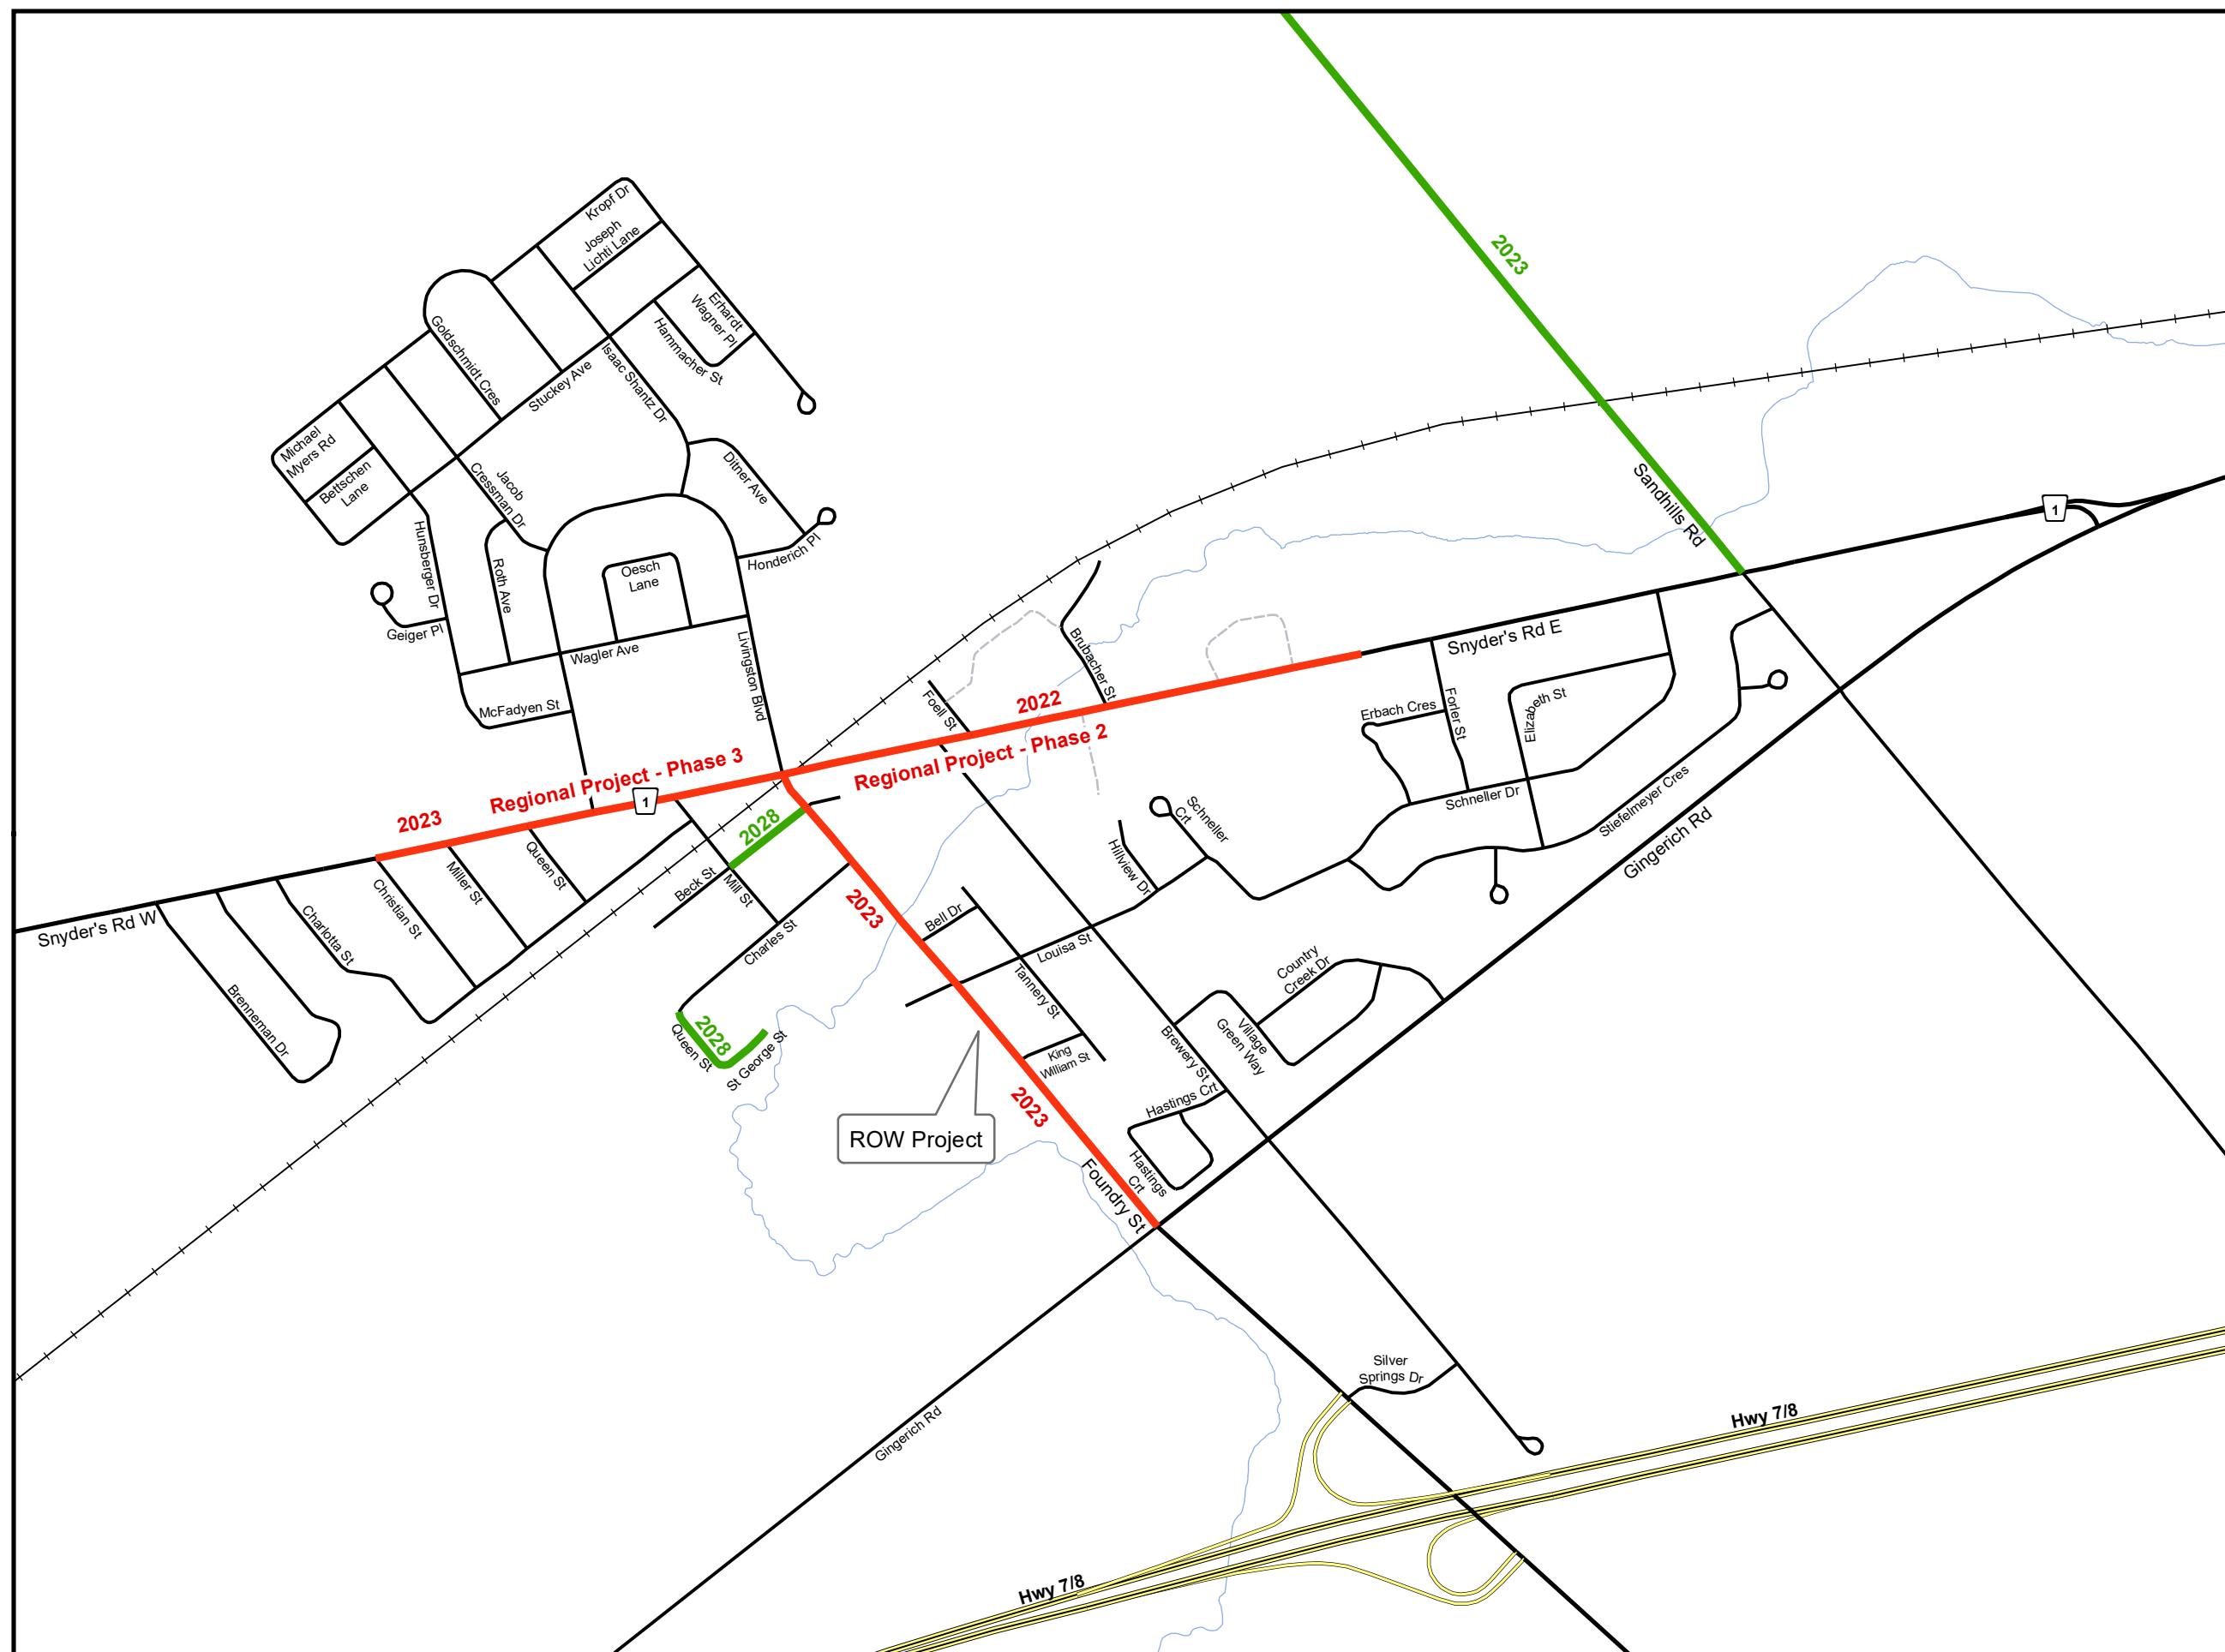 Kropf Dr
Joseph
Lichti Lane
2023
Erhardt
Wagner Pl
Hammacher St
Goldschmidt Cres
Isaac Shantz Dr
Stuckey Ave
Michael
Myers Rd
Bettschen
Lane
Jacob
Cressman Dr
Ditner Ave
Sandhills Rd
1
Hunsberger Dr
Roth Ave
Oesch
Lane
Honderich Pl
Geiger Pl
Wagler Ave
Livingston Blvd
Brubacher St
Snyder's Rd E
McFadyen St
Foell St
2022
Regional Project - Phase 2
Erbach Cres
Forler St
Elizabeth St
Regional Project - Phase 3
1
2023
2028
Schneller
Crt
Schneller Dr
Stiefelmeyer Cres
Gingerich Rd
Queen St
Miller St
Christian St
Charlotta St
Snyder's Rd W
Brenneman Dr
Beck St
Mill St
Hillview Dr
2023
Bell Dr
Charles St
Louisa St
Tannery St
Country
Creek Dr
Village
Green Way
Brewery St
2028
Queen St
St George St
King
William St
Hastings Crt
Hastings
Crt
2023
ROW Project
Foundry St
Silver
Springs Dr
Gingerich Rd
Hwy 7/8
Hwy 7/8